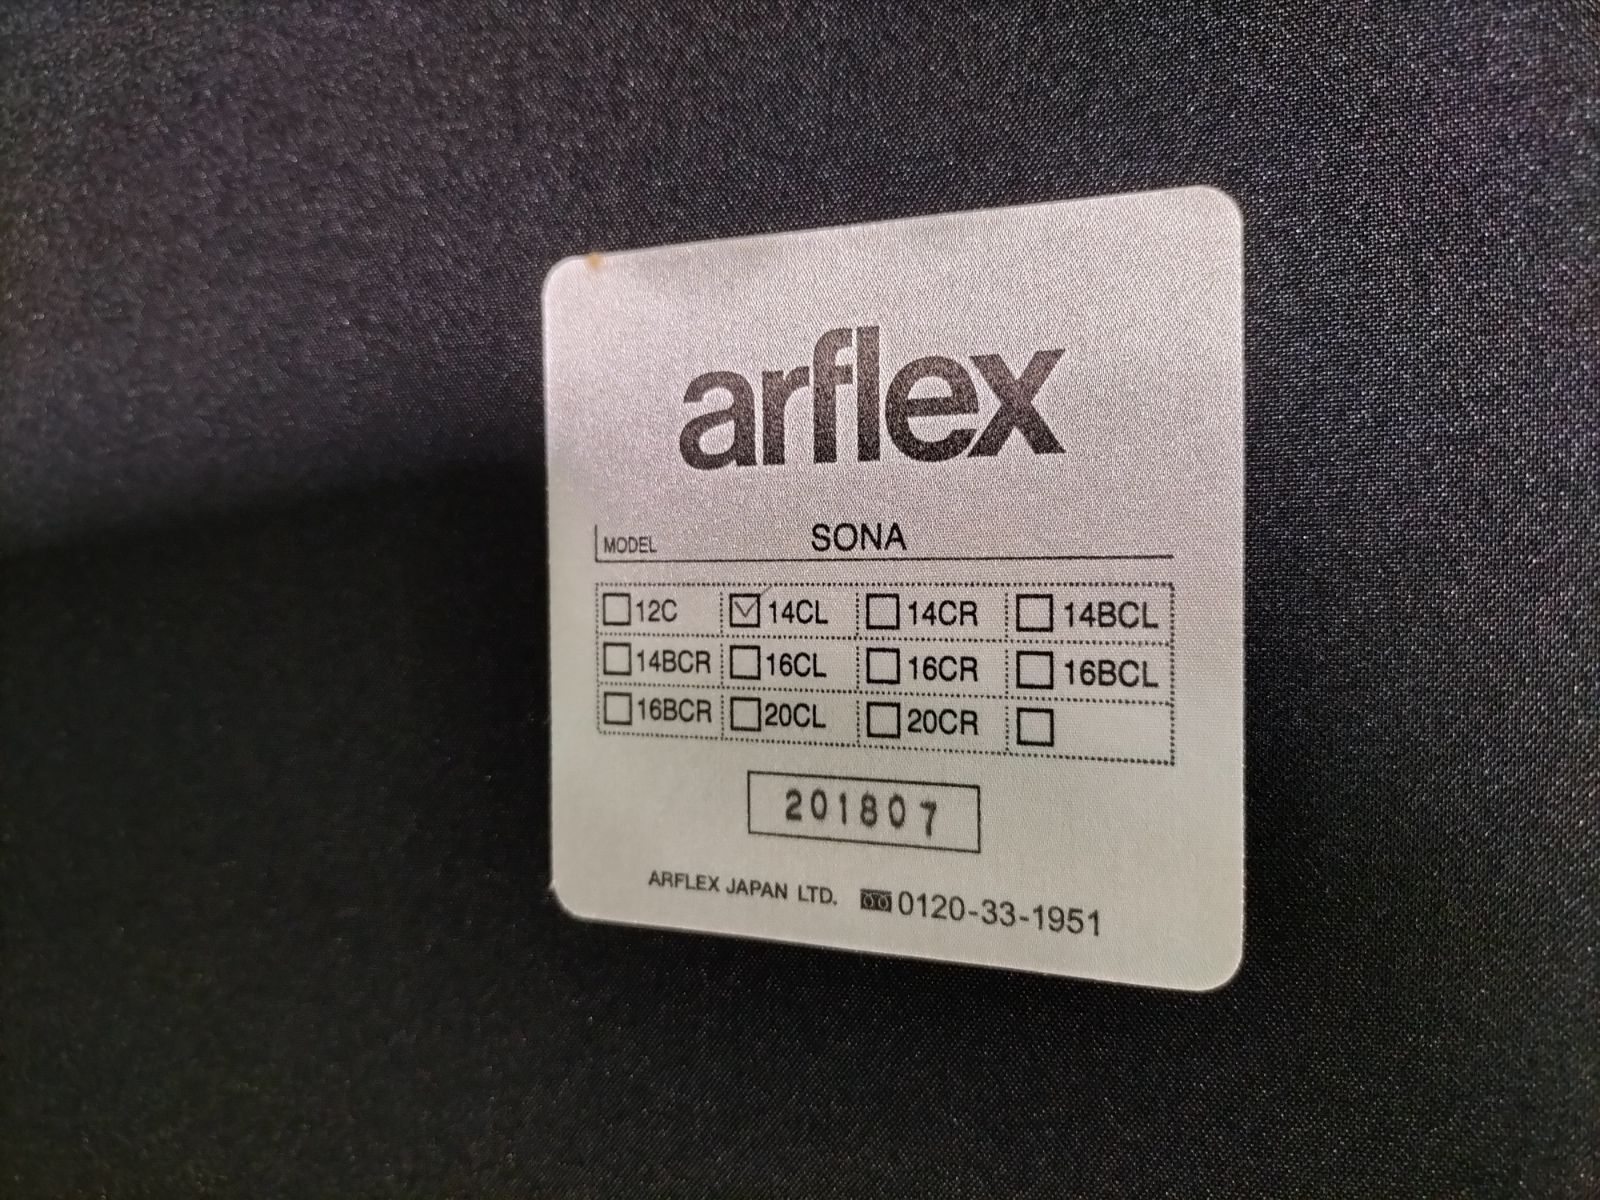 arflex
MODEL SONA
☐12C ☑14CL ☐14CR ☐14BCL
☐14BCR ☐16CL ☐16CR ☐16BCL
☐16BCR ☐20CL ☐20CR ☐
201807
ARFLEX JAPAN LTD. 0120-33-1951